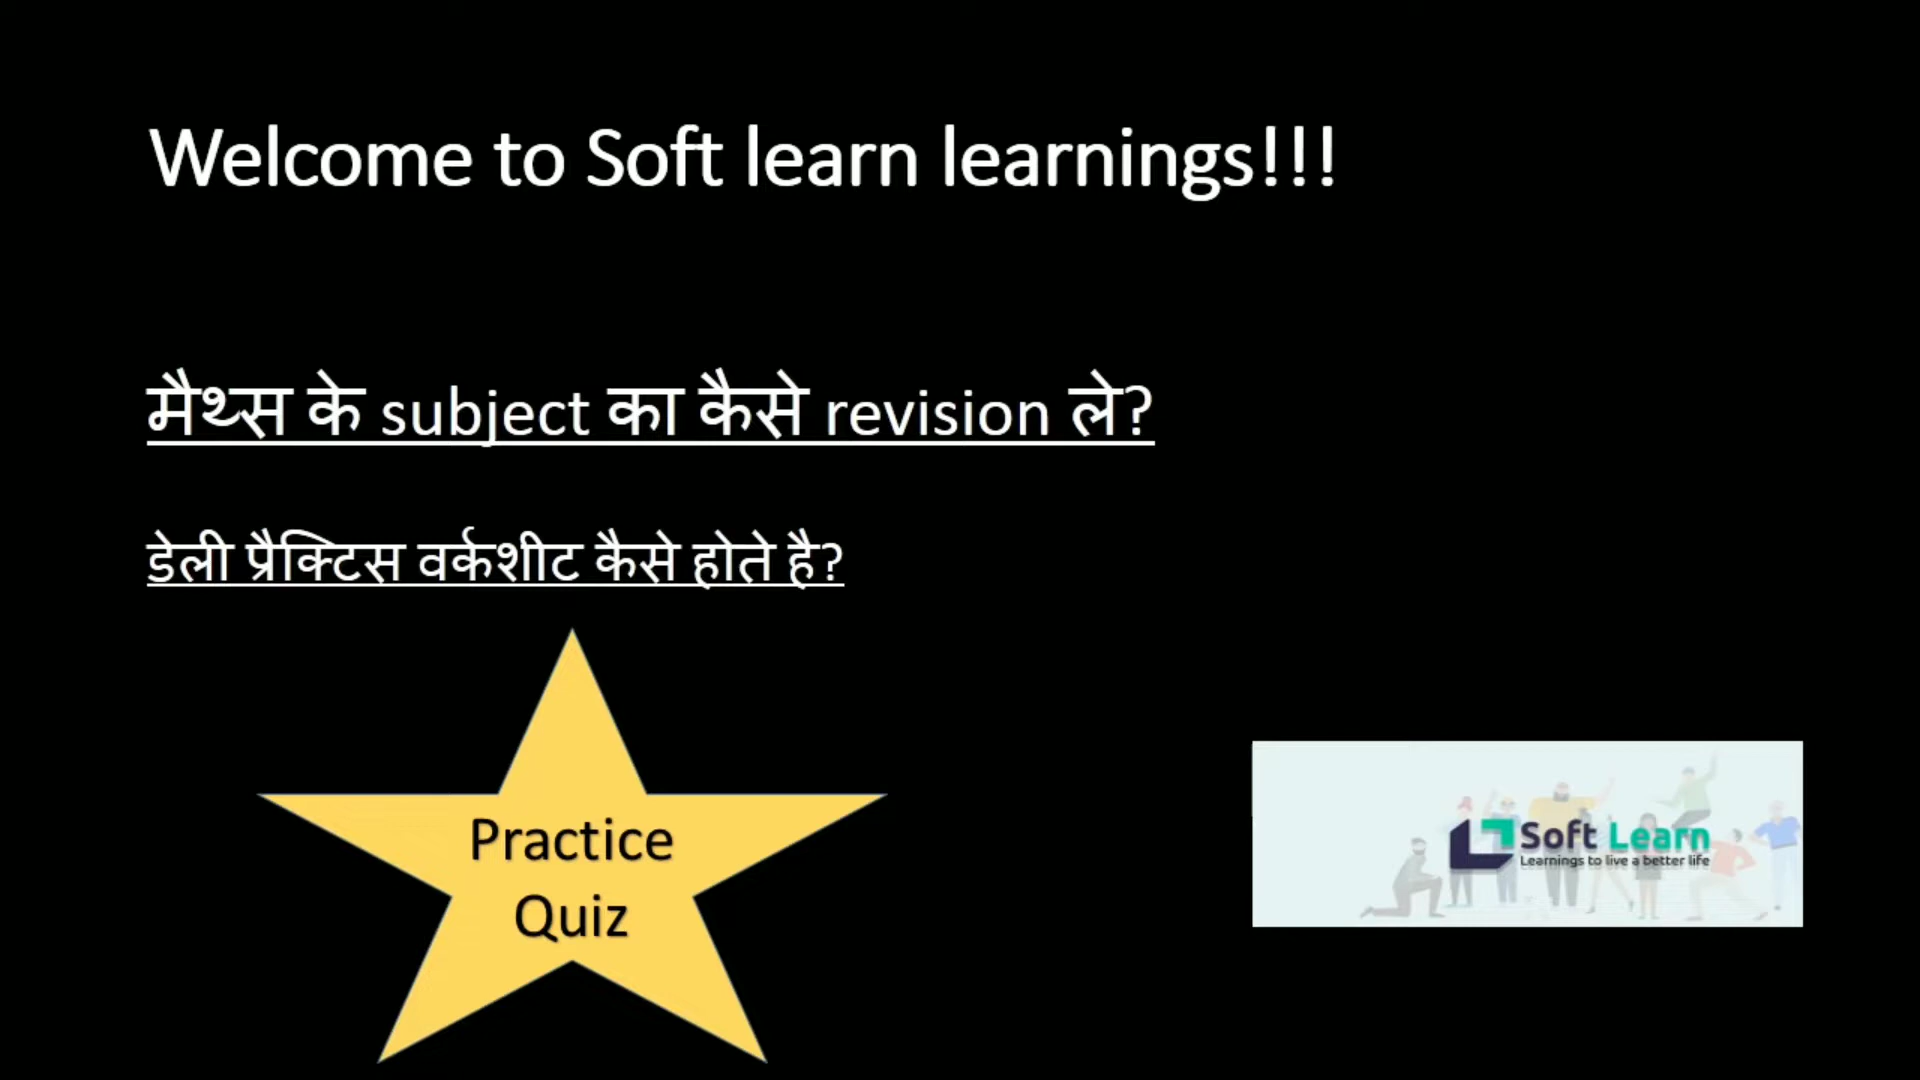 Welcome to Soft learn learnings!!!
मैथ्स के subject का कैसे revision ले?
डेली प्रैक्टिस वर्कशीट कैसे होते है?
Practice
Quiz
Soft Learn
Learnings to live a better life